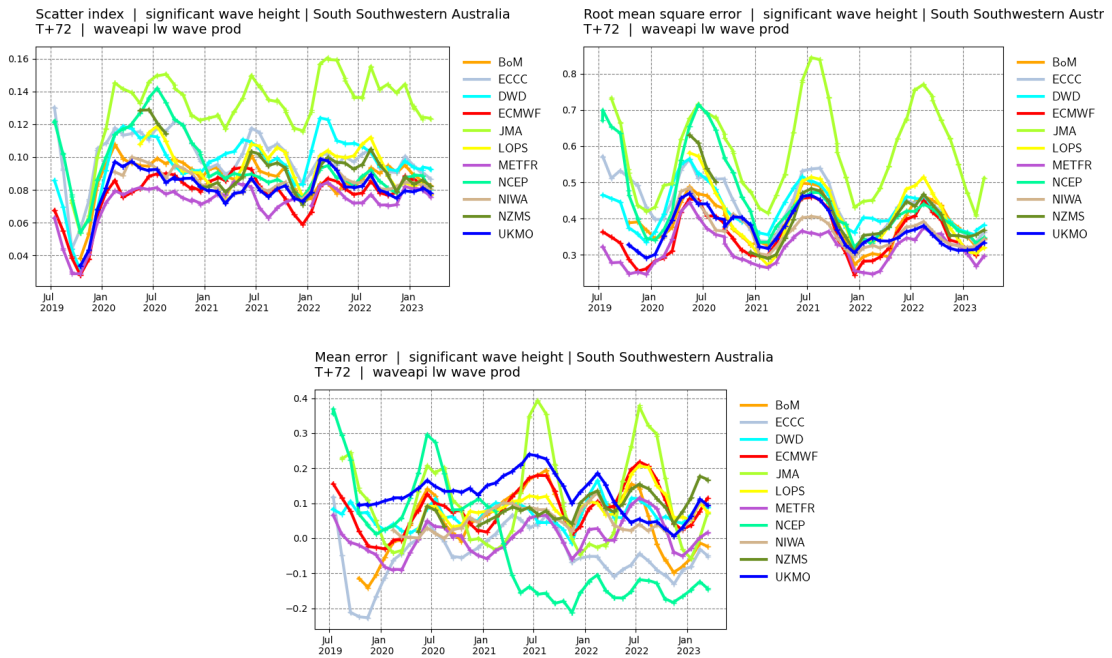 Scatter index | significant wave height | South Southwestern Australia
T+72 | waveapi lw wave prod
0.16
0.14
0.12
0.10
0.08
0.06
0.04
Jul
2019
Jan
2020
Jul
2020
Jan
2021
Jul
2021
Jan
2022
Jul
2022
Jan
2023
BoM
ECCC
DWD
ECMWF
JMA
LOPS
METFR
NCEP
NIWA
NZMS
UKMO
Root mean square error | significant wave height | South Southwestern Austr
T+72 | waveapi lw wave prod
0.8
0.7
0.6
0.5
0.4
0.3
Jul
2019
Jan
2020
Jul
2020
Jan
2021
Jul
2021
Jan
2022
Jul
2022
Jan
2023
BoM
ECCC
DWD
ECMWF
JMA
LOPS
METFR
NCEP
NIWA
NZMS
UKMO
Mean error | significant wave height | South Southwestern Australia
T+72 | waveapi lw wave prod
0.4
0.3
0.2
0.1
0.0
−0.1
−0.2
Jul
2019
Jan
2020
Jul
2020
Jan
2021
Jul
2021
Jan
2022
Jul
2022
Jan
2023
BoM
ECCC
DWD
ECMWF
JMA
LOPS
METFR
NCEP
NIWA
NZMS
UKMO